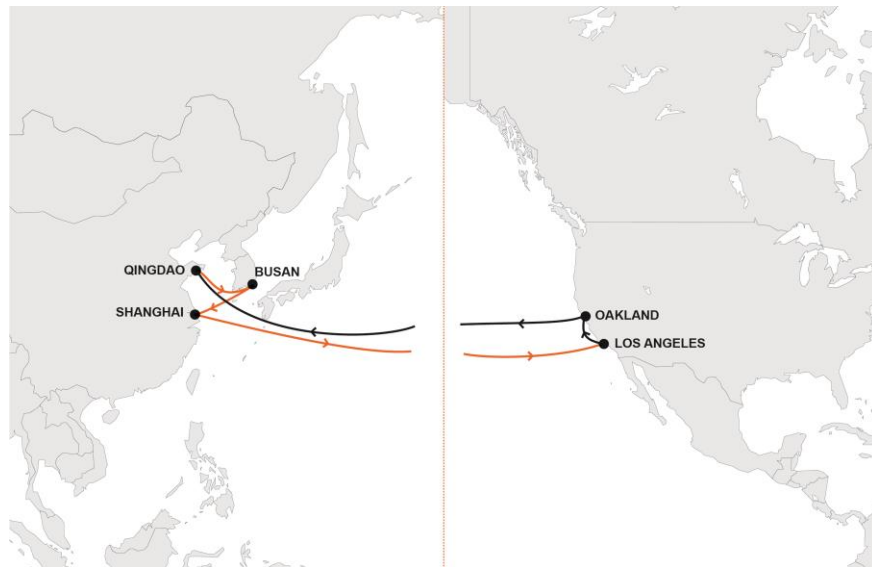 QINGDAO
BUSAN
SHANGHAI
OAKLAND
LOS ANGELES